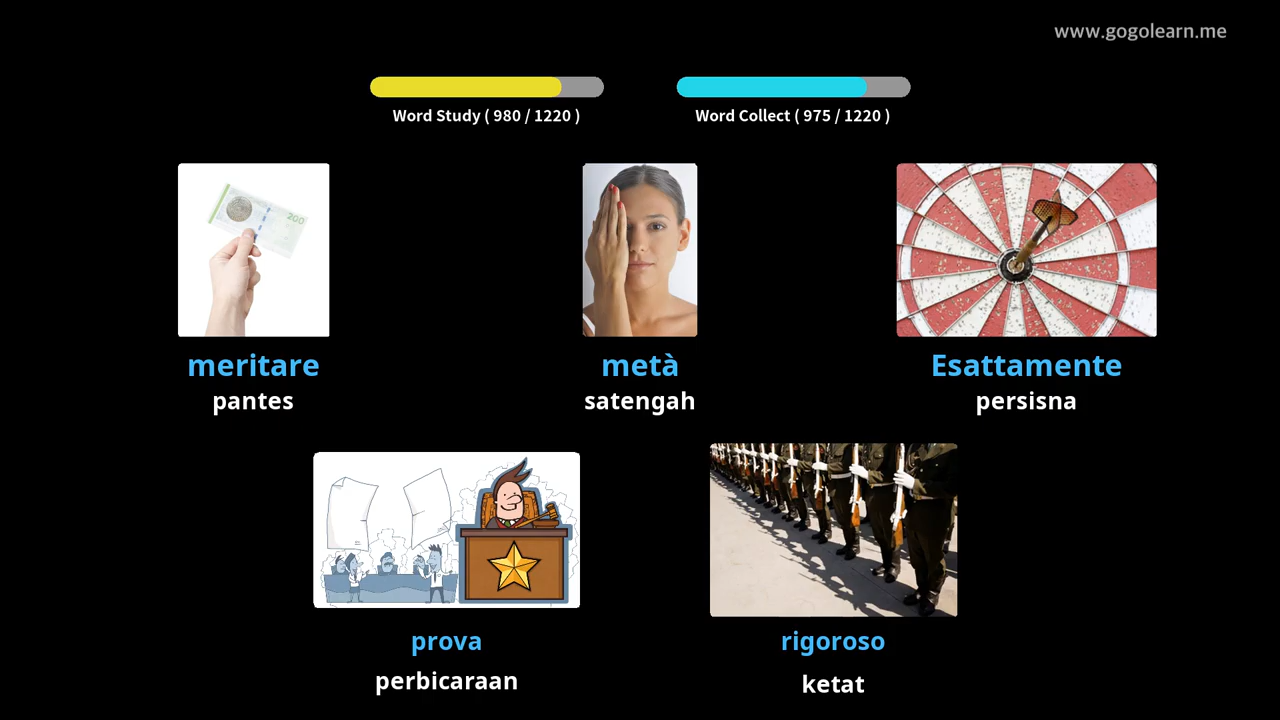 www.gogolearn.me
Word Study ( 980 / 1220 )
Word Collect ( 975 / 1220 )
200
meritare
pantes
metà
satengah
Esattamente
persisna
prova
perbicaraan
rigoroso
ketat